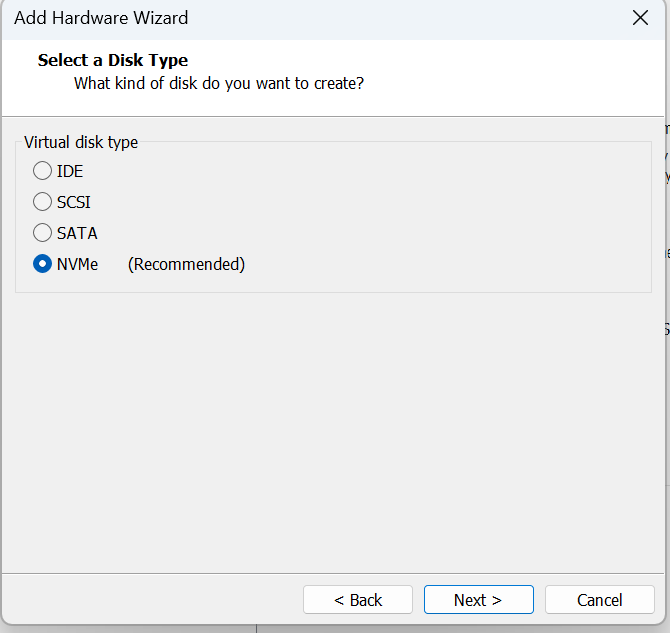 Add Hardware Wizard
Select a Disk Type
What kind of disk do you want to create?
Virtual disk type
IDE
SCSI
SATA
NVMe (Recommended)
< Back Next > Cancel